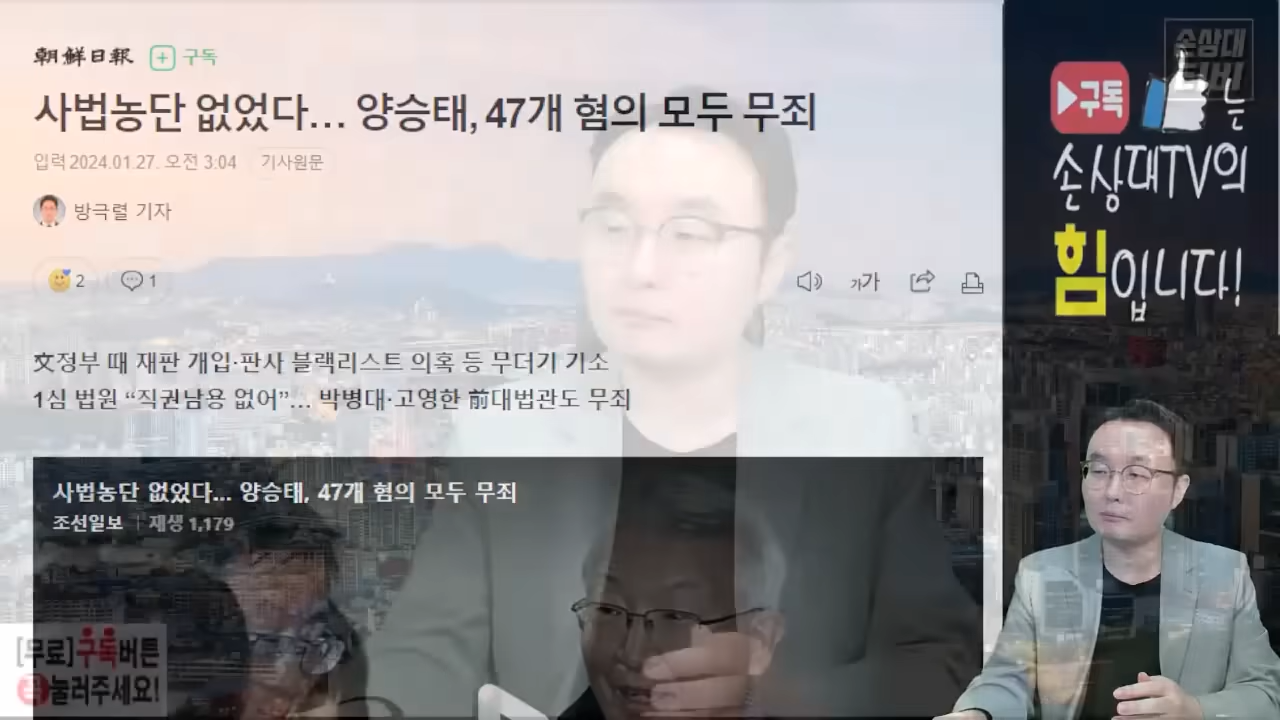 朝鮮日報 구독
사법농단 없었다... 양승태, 47개 혐의 모두 무죄
입력 2024.01.27. 오전 3:04 기사원문
방극렬 기자
2 1
가가
文정부 때 재판 개입·판사 블랙리스트 의혹 등 무더기 기소
1심 법원 “직권남용 없어”... 박병대·고영한 前대법관도 무죄
사법농단 없었다... 양승태, 47개 혐의 모두 무죄
조선일보 재생 1,179
[무료]구독버튼
꾹눌러주세요!
손상대
티비
구독 는
손상대TV의
힘입니다!